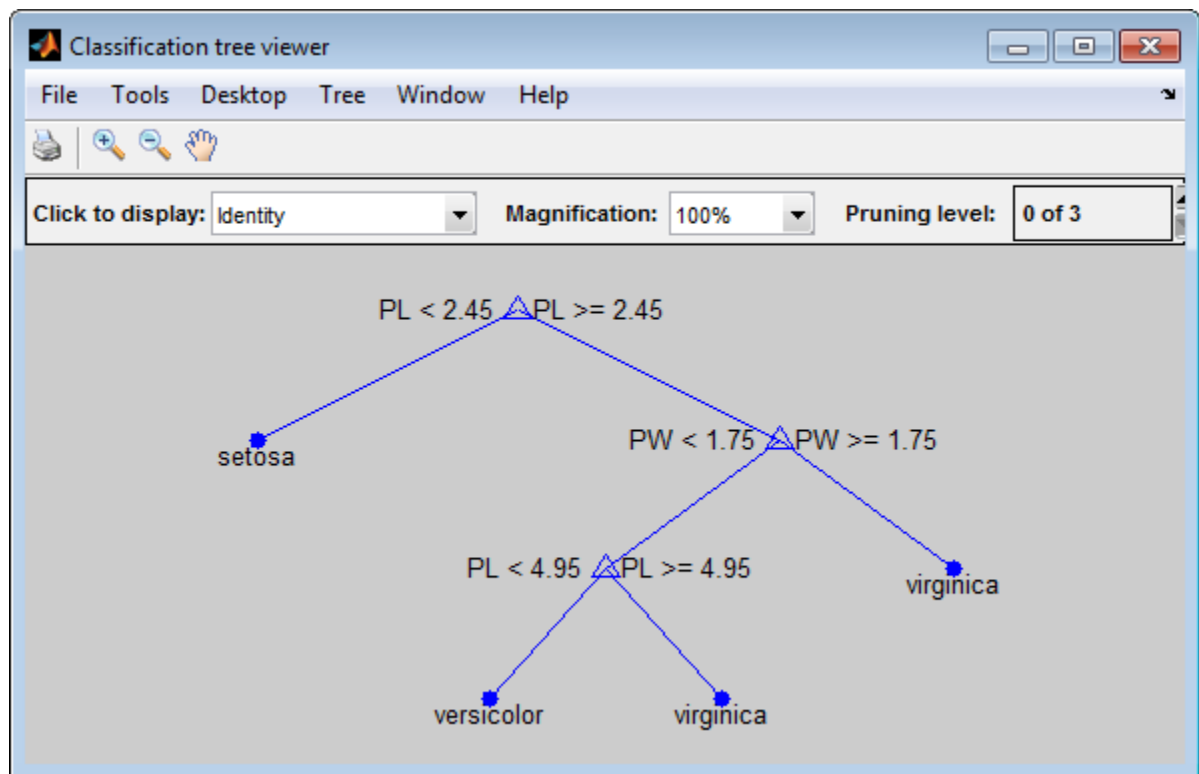 Classification tree viewer
File Tools Desktop Tree Window Help
Click to display: Identity Magnification: 100% Pruning level: 0 of 3
PL < 2.45 PL >= 2.45
setosa
PW < 1.75 PW >= 1.75
PL < 4.95 PL >= 4.95
virginica
versicolor virginica